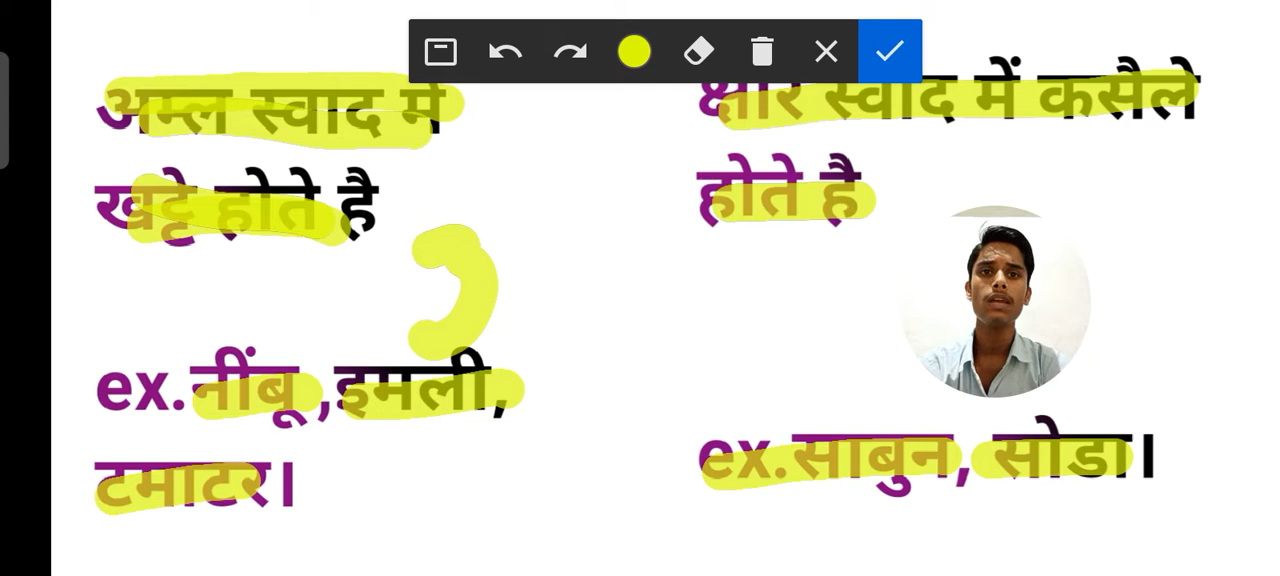 अम्ल स्वाद में
खट्टे होते है
ex.नींबू ,इमली,
टमाटर।
क्षार स्वाद में कसैले
होते है
ex.साबुन, सोडा।